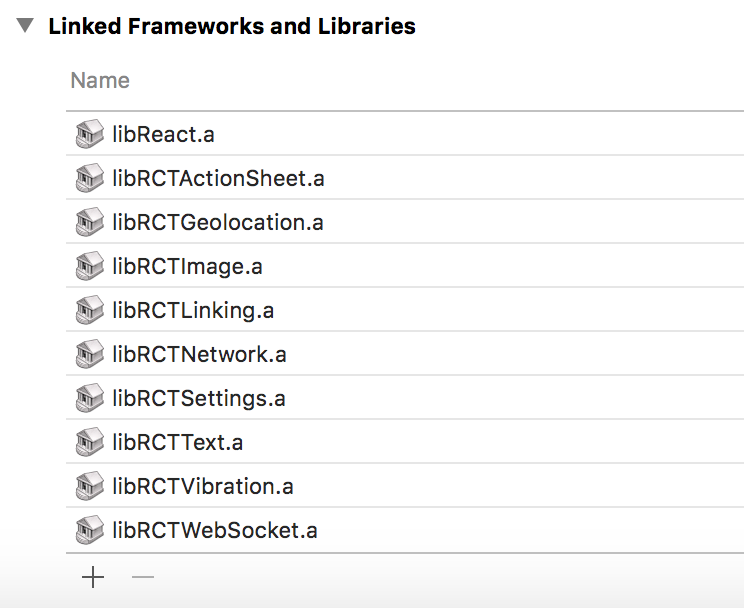 Linked Frameworks and Libraries
Name
libReact.a
libRCTActionSheet.a
libRCTGeolocation.a
libRCTImage.a
libRCTLinking.a
libRCTNetwork.a
libRCTSettings.a
libRCTText.a
libRCTVibration.a
libRCTWebSocket.a